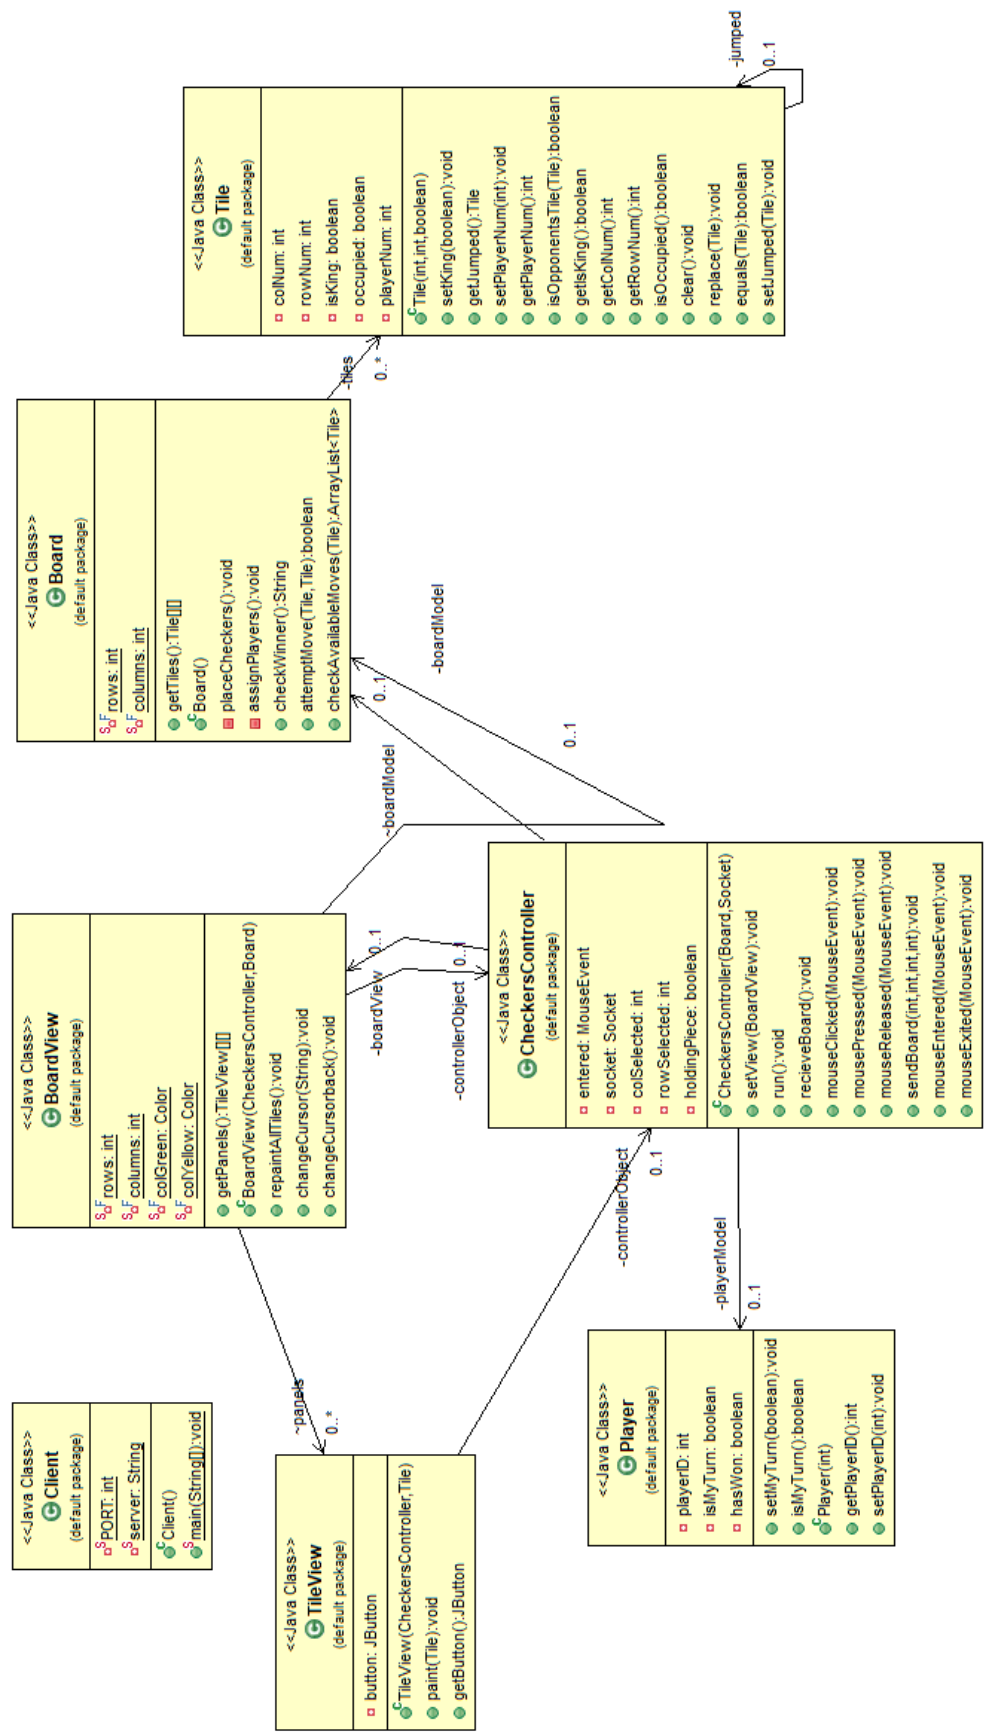 <<Java Class>>
Client
(default package)
PORT: int
server: String
Client()
main(String[]):void
<<Java Class>>
TileView
(default package)
button: JButton
TileView(CheckersController,Tile)
paint(Tile):void
getButton():JButton
<<Java Class>>
BoardView
(default package)
rows: int
columns: int
colGreen: Color
colYellow: Color
getPanels():TileView[][]
BoardView(CheckersController,Board)
repaintAllTiles():void
changeCursor(String):void
changeCursorback():void
~panels
0..*
<<Java Class>>
Player
(default package)
playerID: int
isMyTurn: boolean
hasWon: boolean
setMyTurn(boolean):void
isMyTurn():boolean
Player(int)
getPlayerID():int
setPlayerID(int):void
-playerModel
0..1
-controllerObject
0..1
<<Java Class>>
CheckersController
(default package)
entered: MouseEvent
socket: Socket
colSelected: int
rowSelected: int
holdingPiece: boolean
CheckersController(Board,Socket)
setView(BoardView):void
run():void
recieveBoard():void
mouseClicked(MouseEvent):void
mousePressed(MouseEvent):void
mouseReleased(MouseEvent):void
sendBoard(int,int,int,int):void
mouseEntered(MouseEvent):void
mouseExited(MouseEvent):void
-boardView
0..1
-controllerObject
0..1
~boardModel
0..1
-boardModel
0..1
<<Java Class>>
Board
(default package)
rows: int
columns: int
getTiles():Tile[][]
Board()
placeCheckers():void
assignPlayers():void
checkWinner():String
attemptMove(Tile,Tile):boolean
checkAvailableMoves(Tile):ArrayList<Tile>
-tiles
0..*
<<Java Class>>
Tile
(default package)
colNum: int
rowNum: int
isKing: boolean
occupied: boolean
playerNum: int
Tile(int,int,boolean)
setKing(boolean):void
getJumped():Tile
setPlayerNum(int):void
getPlayerNum():int
isOpponentsTile(Tile):boolean
getIsKing():boolean
getColNum():int
getRowNum():int
isOccupied():boolean
clear():void
replace(Tile):void
equals(Tile):boolean
setJumped(Tile):void
-jumped
0..1